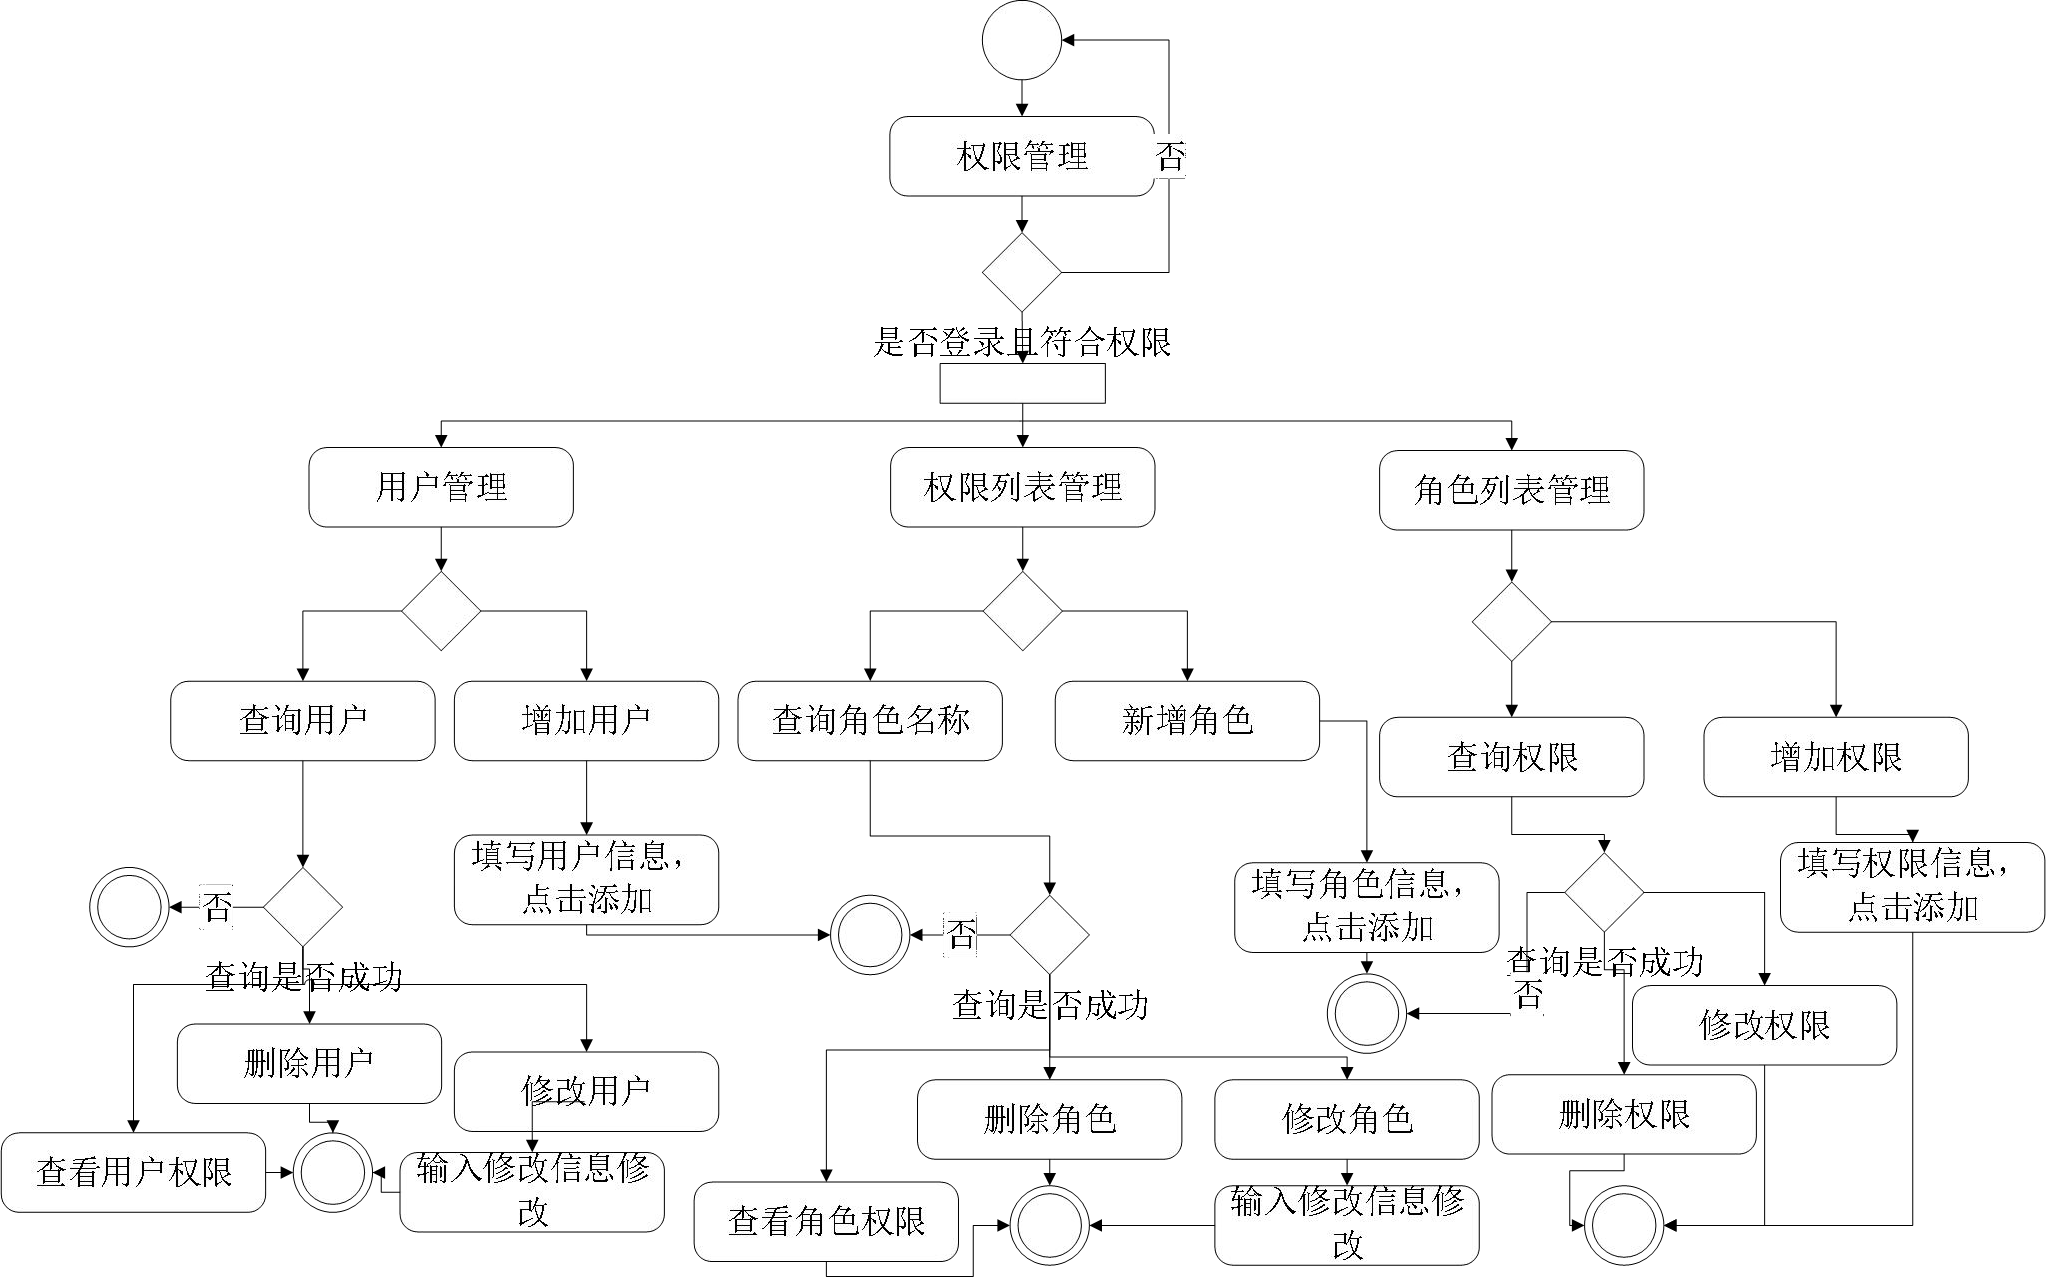 权限管理
否
是否登录且符合权限
用户管理
权限列表管理
角色列表管理
查询用户
增加用户
查询角色名称
新增角色
查询权限
增加权限
填写用户信息，
点击添加
填写角色信息，
点击添加
填写权限信息，
点击添加
否
否
查询是否成功
查询是否成功
查询是否成功
否
删除用户
修改用户
修改权限
删除角色
修改角色
删除权限
查看用户权限
输入修改信息修
改
查看角色权限
输入修改信息修
改